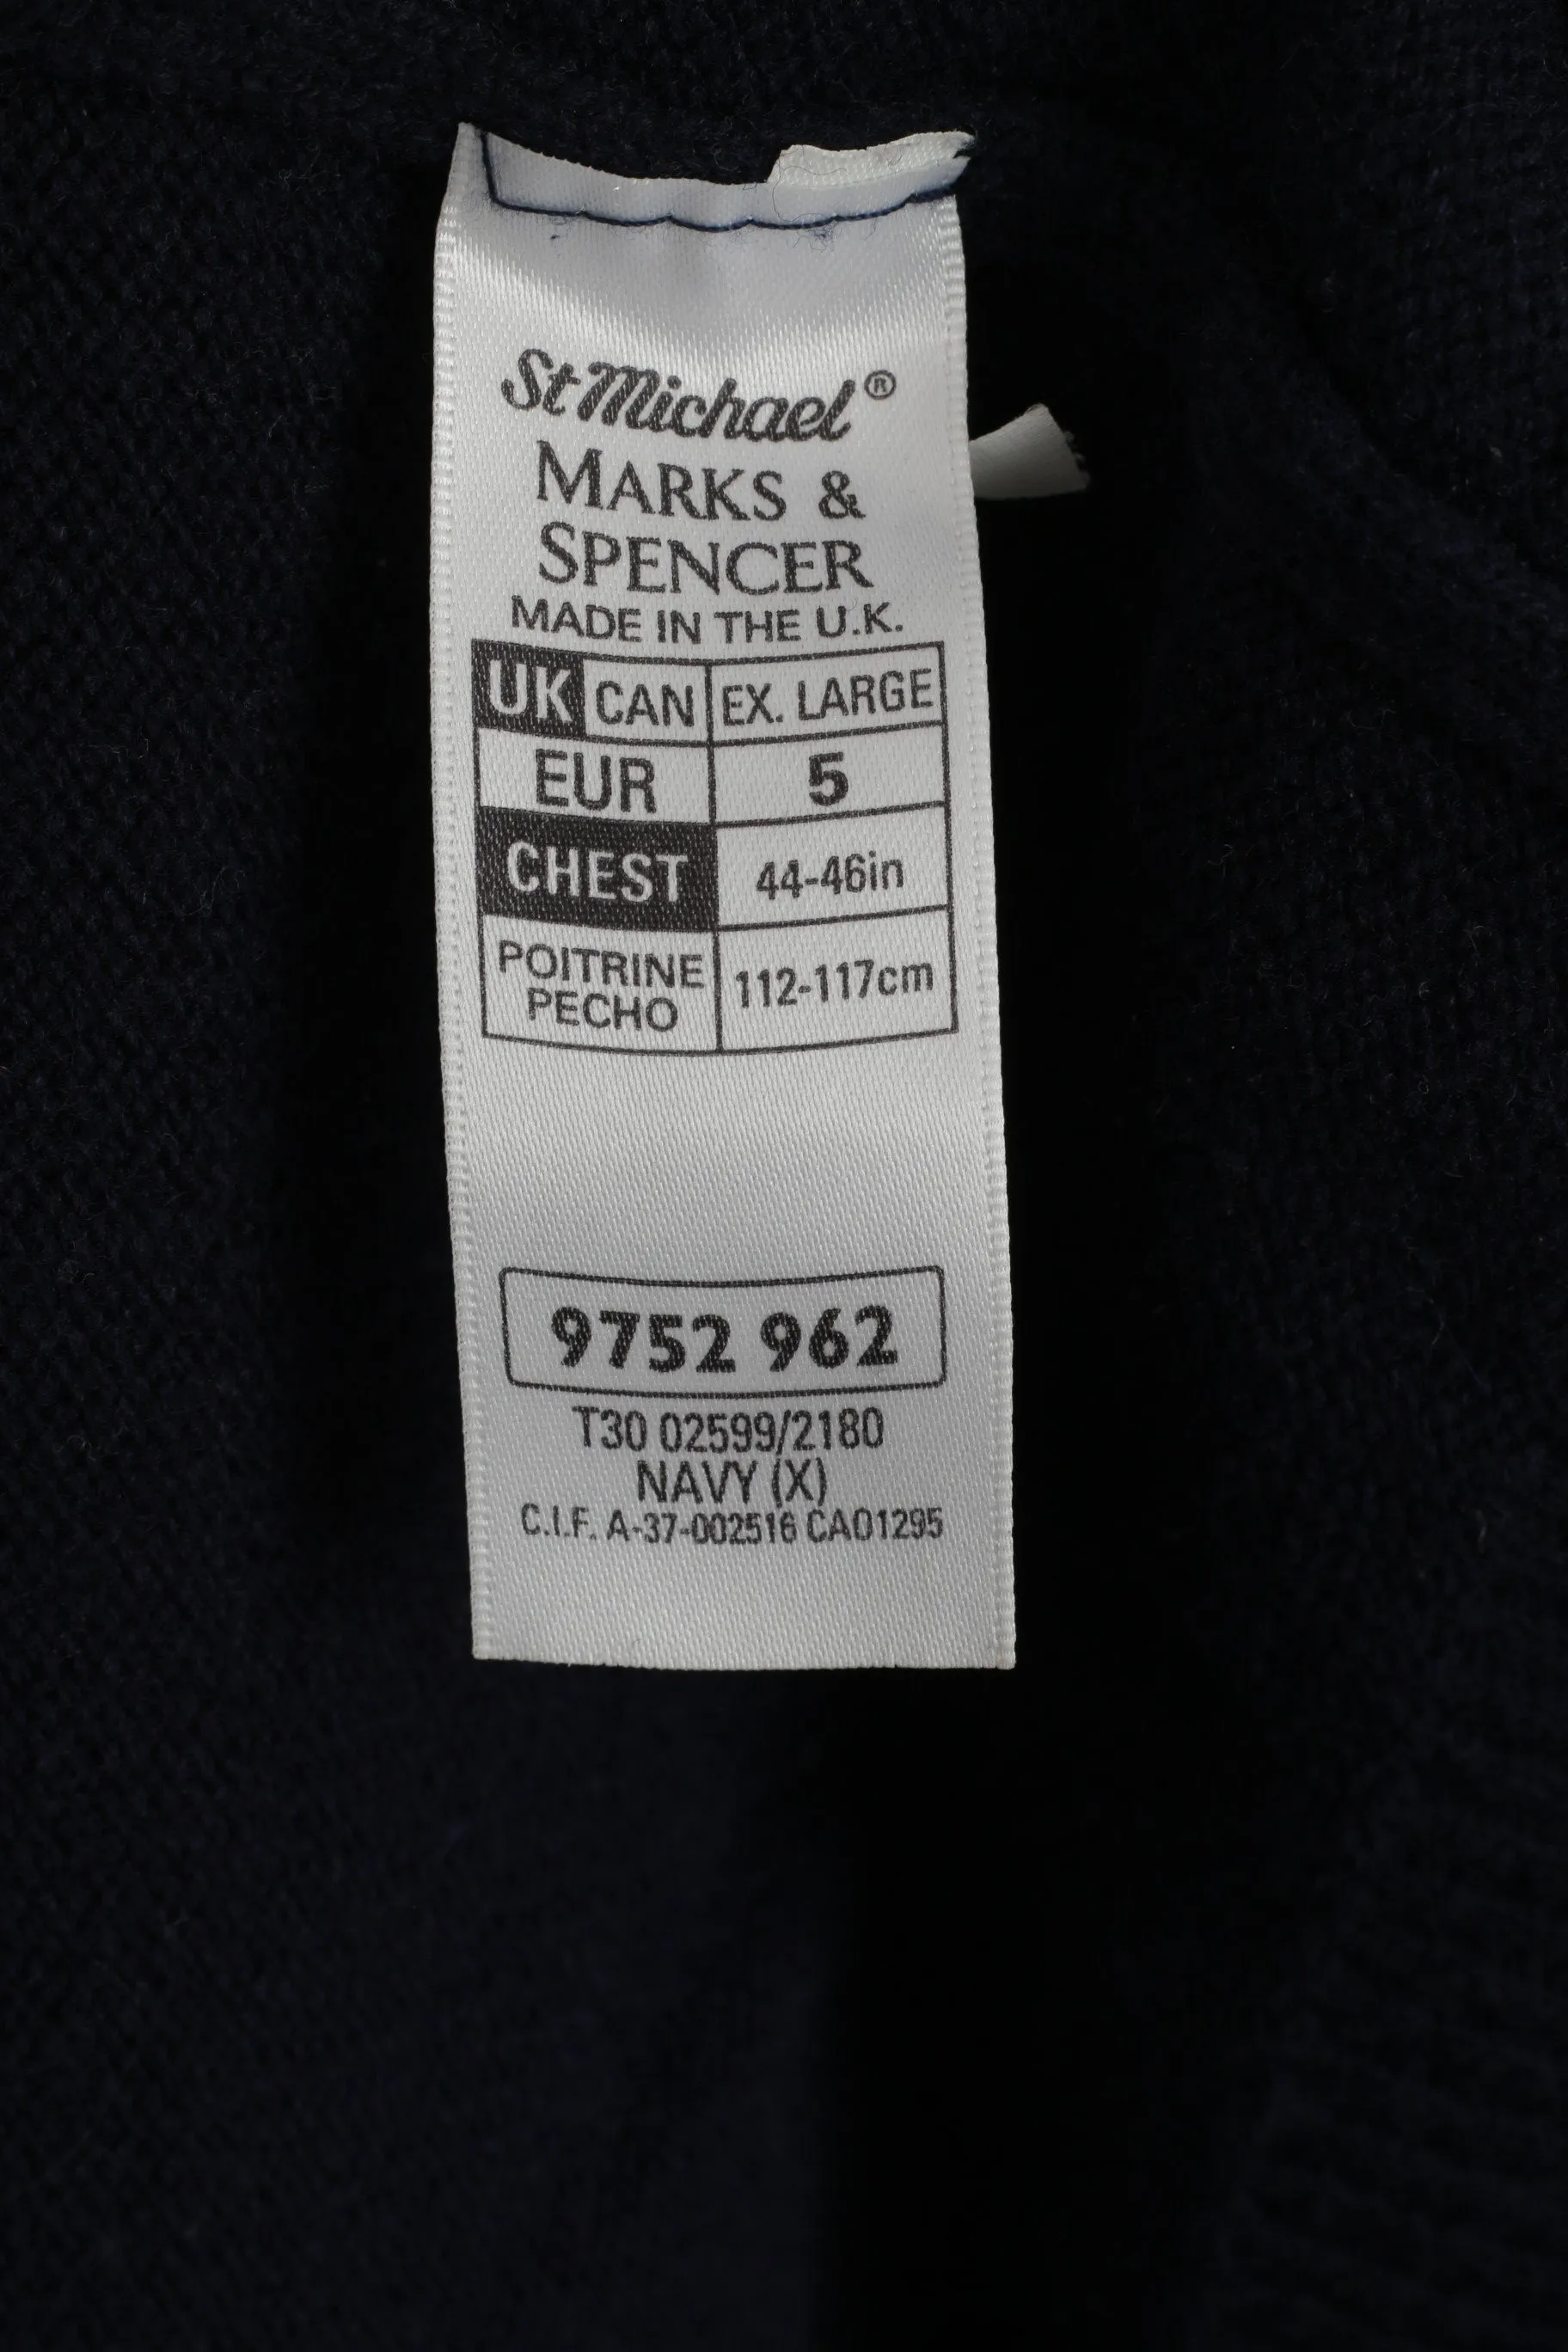 St Michael®
MARKS &
SPENCER
MADE IN THE U.K.
UK CAN EX. LARGE
EUR 5
CHEST 44-46in
POITRINE
PECHO 112-117cm
9752 962
T30 02599/2180
NAVY (X)
C.I.F. A-37-002516 CA01295